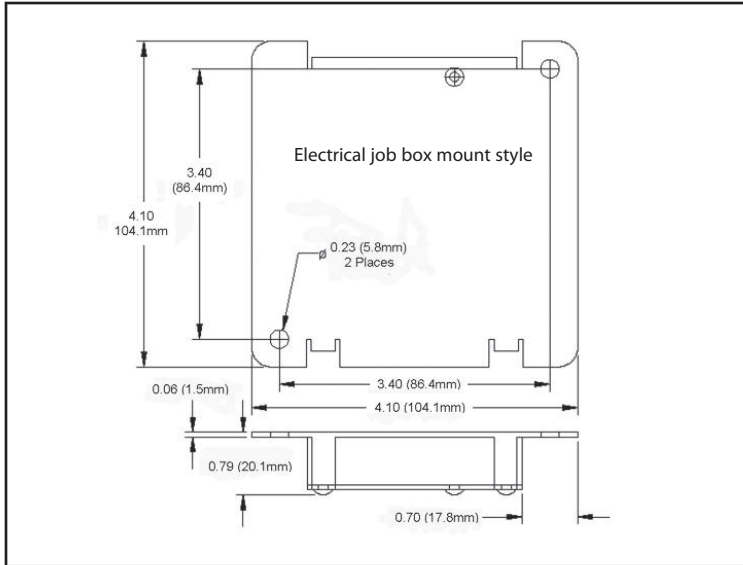 Electrical job box mount style
3.40
(86.4mm)
4.10
104.1mm
⌀ 0.23 (5.8mm)
2 Places
3.40 (86.4mm)
0.06 (1.5mm)
4.10 (104.1mm)
0.79 (20.1mm)
0.70 (17.8mm)